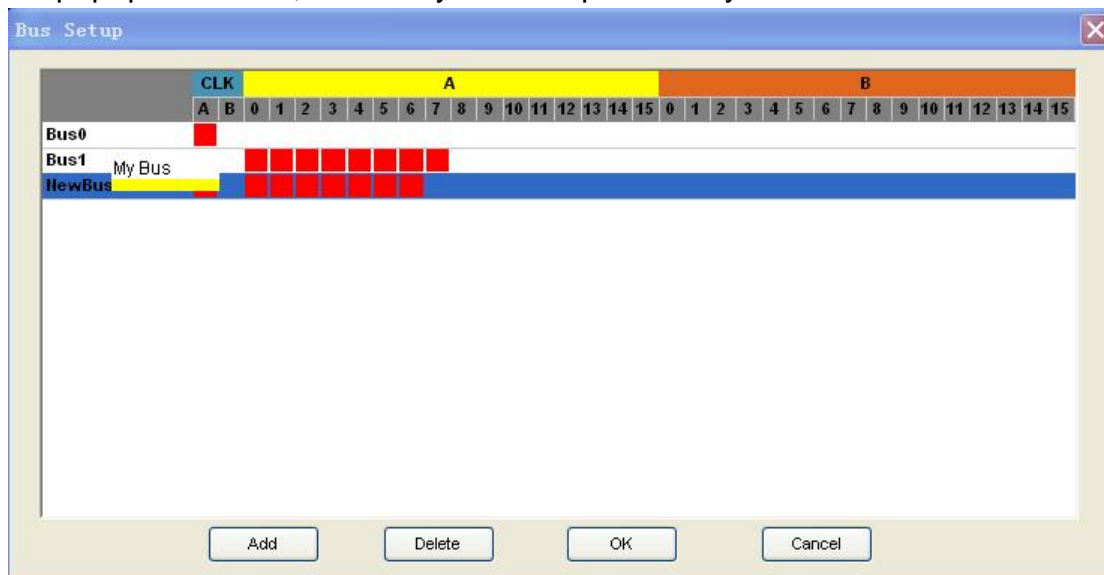 Bus Setup
CLK A B
A B 0 1 2 3 4 5 6 7 8 9 10 11 12 13 14 15 0 1 2 3 4 5 6 7 8 9 10 11 12 13 14 15
Bus0
Bus1
My Bus
NewBus
Add Delete OK Cancel